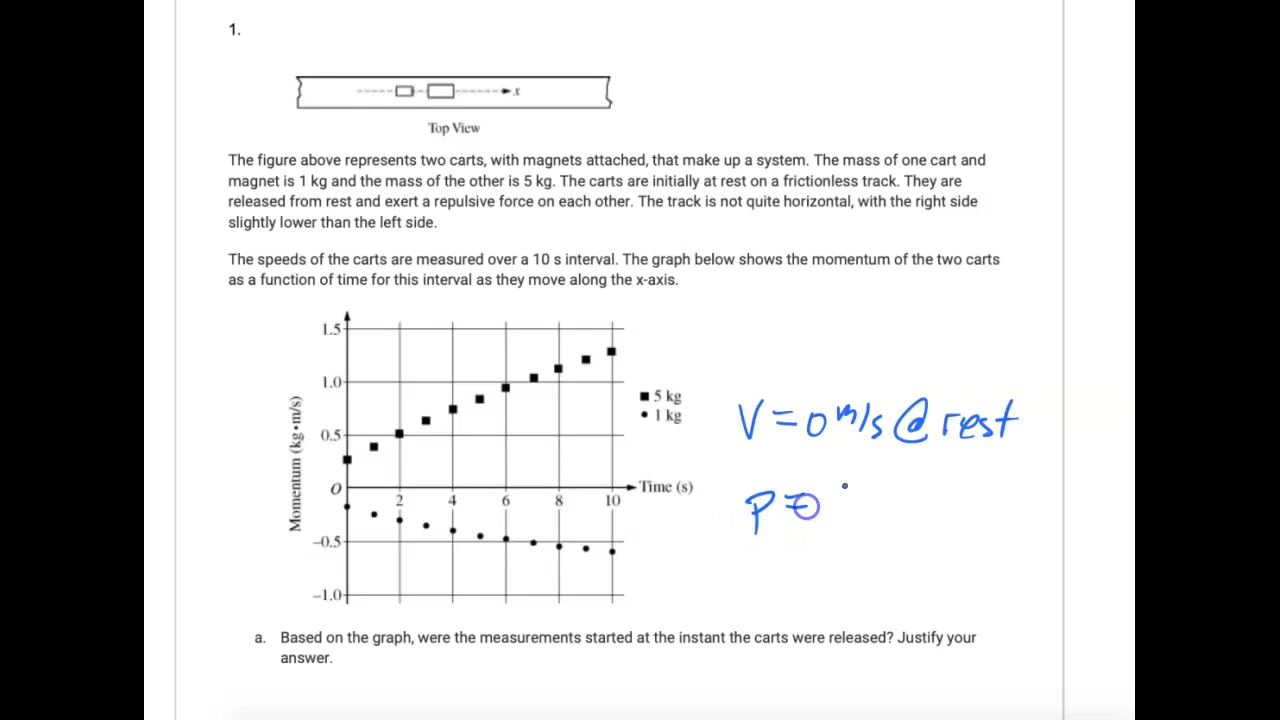 1.
x
Top View
The figure above represents two carts, with magnets attached, that make up a system. The mass of one cart and
magnet is 1 kg and the mass of the other is 5 kg. The carts are initially at rest on a frictionless track. They are
released from rest and exert a repulsive force on each other. The track is not quite horizontal, with the right side
slightly lower than the left side.
The speeds of the carts are measured over a 10 s interval. The graph below shows the momentum of the two carts
as a function of time for this interval as they move along the x-axis.
1.5
1.0
0.5
O
-0.5
-1.0
Momentum (kg•m/s)
2 4 6 8 10
Time (s)
5 kg
1 kg
V=0 m/s @ rest
P=0
a. Based on the graph, were the measurements started at the instant the carts were released? Justify your
answer.